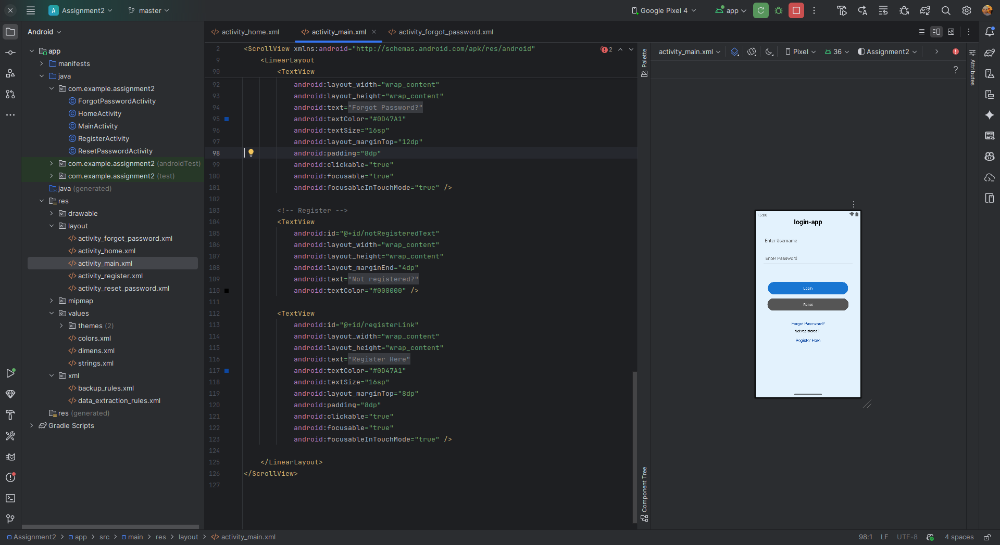 Assignment2
master
Google Pixel 4
app
Android
activity_home.xml
activity_main.xml
activity_forgot_password.xml
app
manifests
java
com.example.assignment2
ForgotPasswordActivity
HomeActivity
MainActivity
RegisterActivity
ResetPasswordActivity
com.example.assignment2 (androidTest)
com.example.assignment2 (test)
java (generated)
res
drawable
layout
activity_forgot_password.xml
activity_home.xml
activity_main.xml
activity_register.xml
activity_reset_password.xml
mipmap
values
themes (2)
colors.xml
dimens.xml
strings.xml
xml
backup_rules.xml
data_extraction_rules.xml
res (generated)
Gradle Scripts
2 <ScrollView xmlns:android="http://schemas.android.com/apk/res/android"
2
9 <LinearLayout
90 <TextView
92 android:layout_width="wrap_content"
93 android:layout_height="wrap_content"
94 android:text="Forgot Password?"
95 android:textColor="#0D47A1"
96 android:textSize="16sp"
97 android:layout_marginTop="12dp"
98 android:padding="8dp"
99 android:clickable="true"
100 android:focusable="true"
101 android:focusableInTouchMode="true" />
102
103 <!-- Register -->
104 <TextView
105 android:id="@+id/notRegisteredText"
106 android:layout_width="wrap_content"
107 android:layout_height="wrap_content"
108 android:layout_marginEnd="4dp"
109 android:text="Not registered?"
110 android:textColor="#000000" />
111
112 <TextView
113 android:id="@+id/registerLink"
114 android:layout_width="wrap_content"
115 android:layout_height="wrap_content"
116 android:text="Register Here"
117 android:textColor="#0D47A1"
118 android:textSize="16sp"
119 android:layout_marginTop="8dp"
120 android:padding="8dp"
121 android:clickable="true"
122 android:focusable="true"
123 android:focusableInTouchMode="true" />
124
125 </LinearLayout>
126 </ScrollView>
127
Palette
Component Tree
activity_main.xml
Pixel
36
Assignment2
?
Attributes
15:00
login-app
Enter Username
Enter Password
Login
Reset
Forgot Password?
Not registered?
Register Here
Assignment2 > app > src > main > res > layout > activity_main.xml
98:1
LF
UTF-8
4 spaces